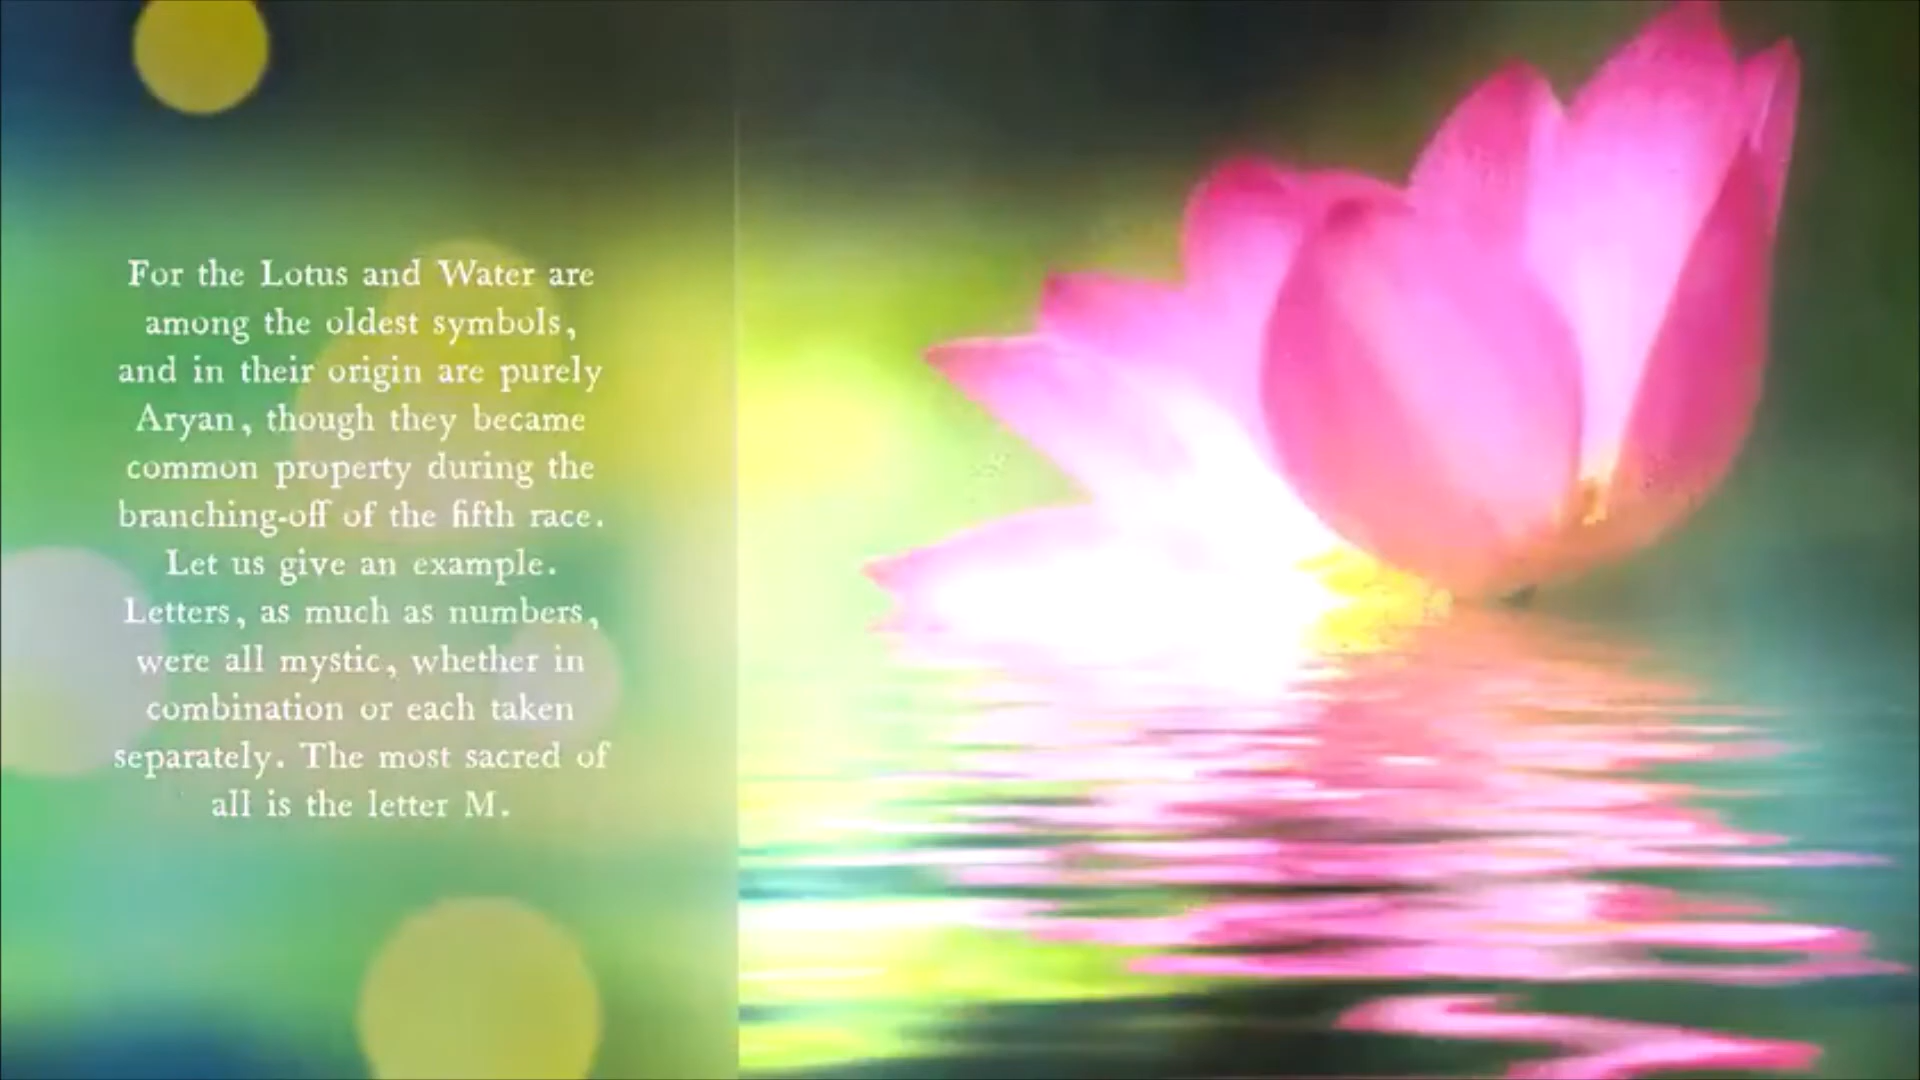 For the Lotus and Water are
among the oldest symbols,
and in their origin are purely
Aryan, though they became
common property during the
branching-off of the fifth race.
Let us give an example.
Letters, as much as numbers,
were all mystic, whether in
combination or each taken
separately. The most sacred of
all is the letter M.